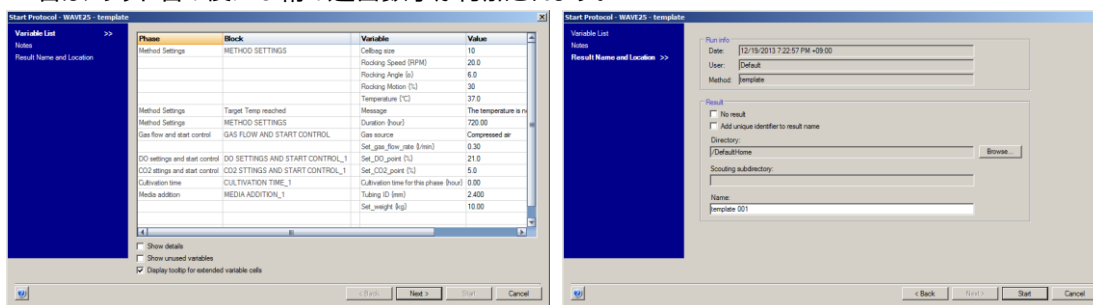 Start Protocol - WAVE25 - template
Variable List >>
Notes
Result Name and Location
Phase Block Variable Value
Method Settings METHOD SETTINGS Cellbag size 10
Rocking Speed {RPM} 20.0
Rocking Angle {o} 6.0
Rocking Motion {%} 30
Temperature {°C} 37.0
Method Settings Target Temp reached Message The temperature is n
Method Settings METHOD SETTINGS Duration {hour} 720.00
Gas flow and start control GAS FLOW AND START CONTROL Gas source Compressed air
Set_gas_flow_rate {l/min} 0.30
DO settings and start control DO SETTINGS AND START CONTROL_1 Set_DO_point {%} 21.0
CO2 sttings and start control CO2 STTINGS AND START CONTROL_1 Set_CO2_point {%} 5.0
Cultivation time CULTIVATION TIME_1 Cultivation time for this phase {hour} 0.00
Media addition MEDIA ADDITION_1 Tubing ID {mm} 2.400
Set_weight {kg} 10.00
Show details
Show unused variables
Display tooltip for extended variable cells
< Back Next > Start Cancel
Start Protocol - WAVE25 - template
Variable List
Notes
Result Name and Location >>
Run info
Date: 12/19/2013 7:22:57 PM +09:00
User: Default
Method: template
Result
No result
Add unique identifier to result name
Directory:
/DefaultHome Browse...
Scouting subdirectory:
Name:
template 001
< Back Next > Start Cancel